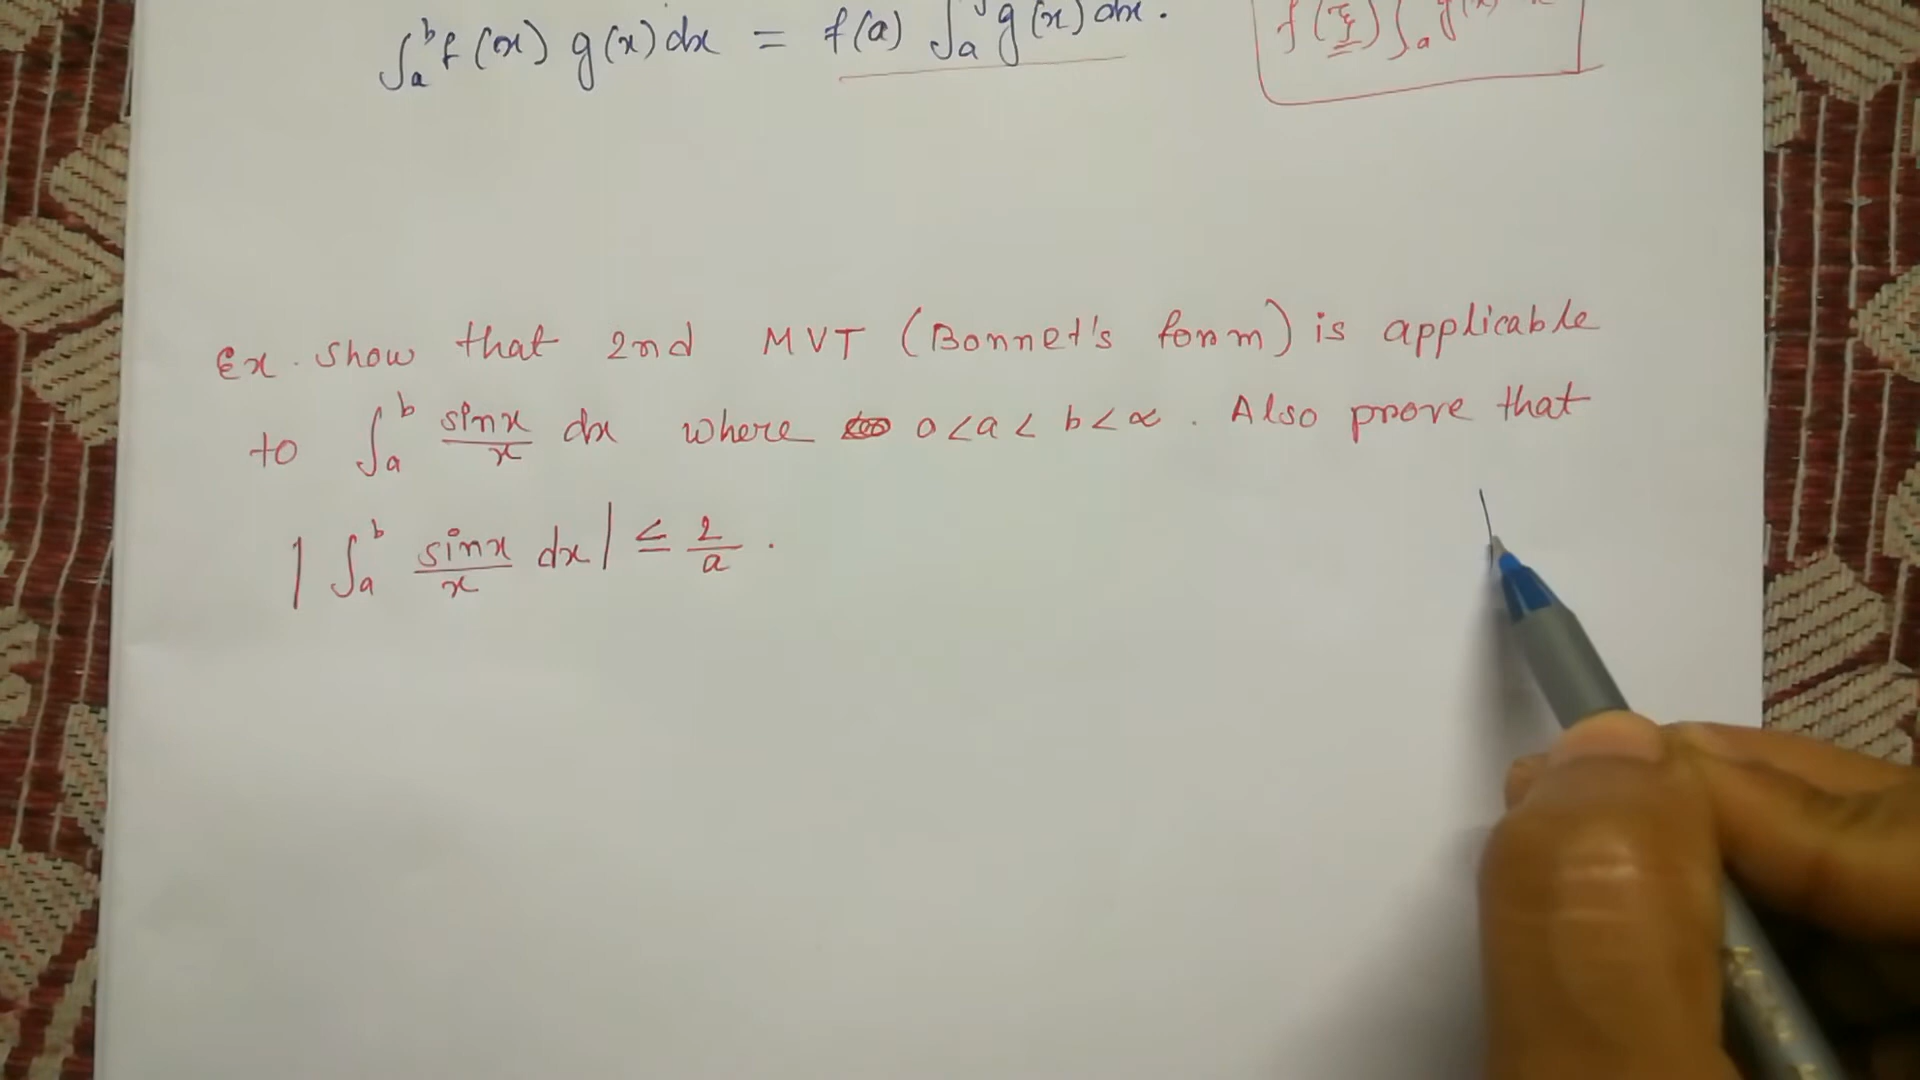 ∫ₐᵇ f(x) g(x) dx = f(a) ∫ₐ g(x) dx.
f(ξ) ∫ₐ
Ex. Show that 2nd MVT (Bonnet's form) is applicable
to ∫ₐᵇ sinx/x dx where 0<a<b<∞. Also prove that
|∫ₐᵇ sinx/x dx| ≤ 2/a.